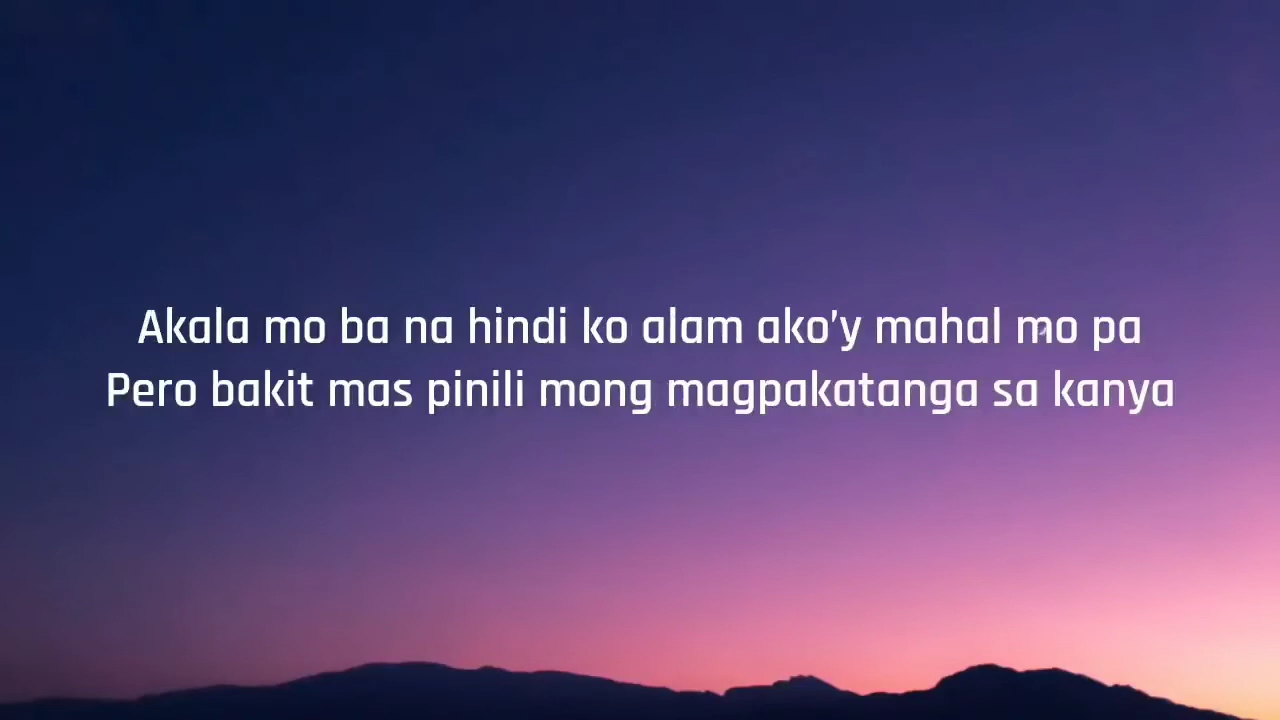 Akala mo ba na hindi ko alam ako'y mahal mo pa
Pero bakit mas pinili mong magpakatanga sa kanya